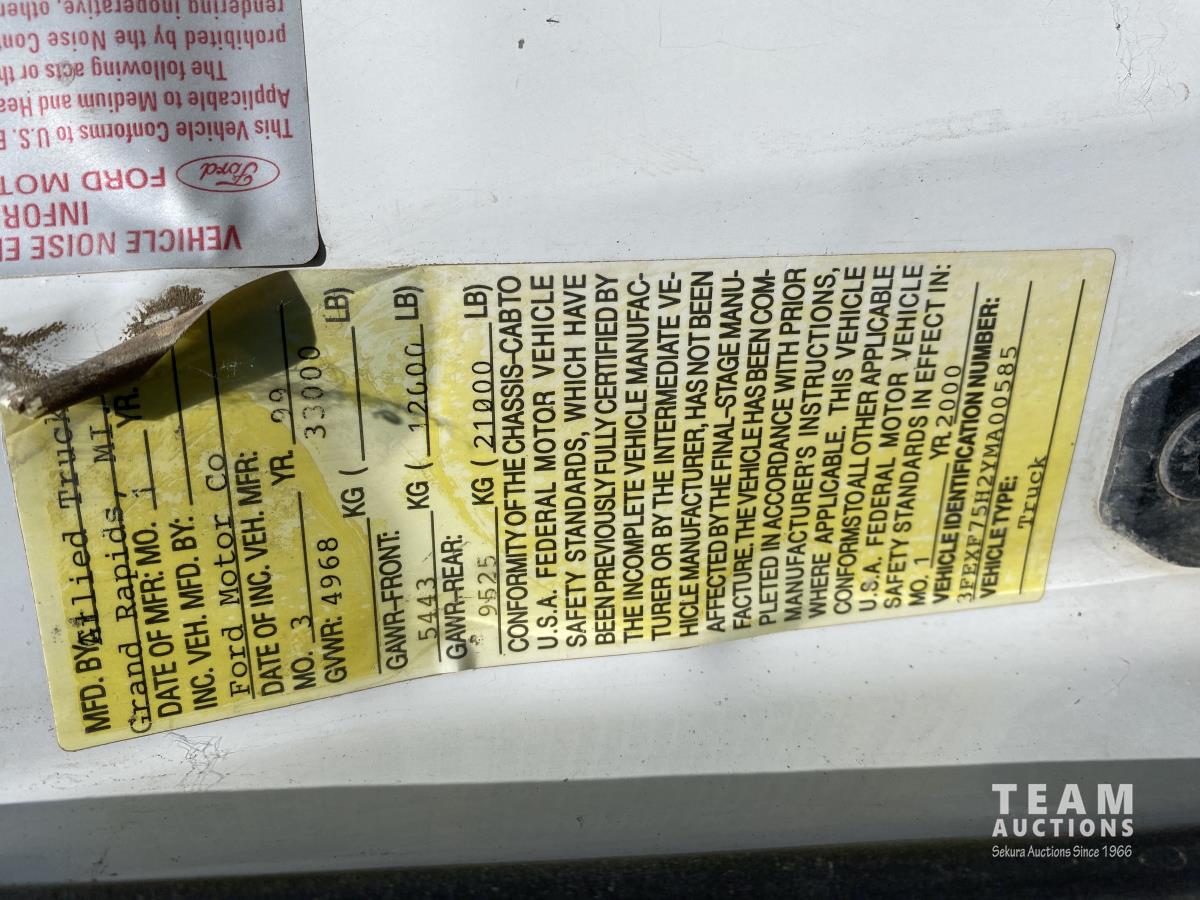 VEHICLE NOISE
FORD
Ford
This Vehicle Conforms to U.S.
Applicable to Medium and
The following acts or
prohibited by the Noise
rendering inoperative, other
MFD. BY Truck
Grand Rapids, MI.
DATE OF MFR: MO. 1 YR.
INC. VEH. MFD. BY:
Ford Motor Co
DATE OF INC. VEH. MFR:
MO. 3 YR. 99
GVWR: 4968 33000
KG ( LB)
GAWR-FRONT:
5443 KG ( 12000 LB)
GAWR-REAR:
9525 KG ( 21000 LB)
CONFORMITY OF THE CHASSIS-CAB TO
U.S.A. FEDERAL MOTOR VEHICLE
SAFETY STANDARDS, WHICH HAVE
BEEN PREVIOUSLY FULLY CERTIFIED BY
THE INCOMPLETE VEHICLE MANUFAC-
TURER OR BY THE INTERMEDIATE VE-
HICLE MANUFACTURER, HAS NOT BEEN
AFFECTED BY THE FINAL-STAGE MANU-
FACTURE. THE VEHICLE HAS BEEN COM-
PLETED IN ACCORDANCE WITH PRIOR
MANUFACTURER'S INSTRUCTIONS,
WHERE APPLICABLE. THIS VEHICLE
CONFORMS TO ALL OTHER APPLICABLE
U.S.A. FEDERAL MOTOR VEHICLE
SAFETY STANDARDS IN EFFECT IN:
MO. 1 YR. 2000
VEHICLE IDENTIFICATION NUMBER:
3FEXF75H2YMA00585
VEHICLE TYPE:
Truck
TEAM
AUCTIONS
Sekura Auctions Since 1966